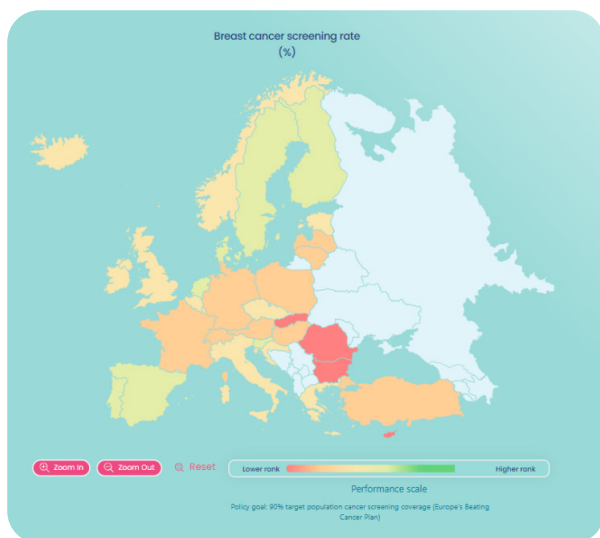 Breast cancer screening rate
(%)
Zoom In
Zoom Out
Reset
Lower rank
Higher rank
Performance scale
Policy goal: 90% target population cancer screening coverage (Europe's Beating
Cancer Plan)